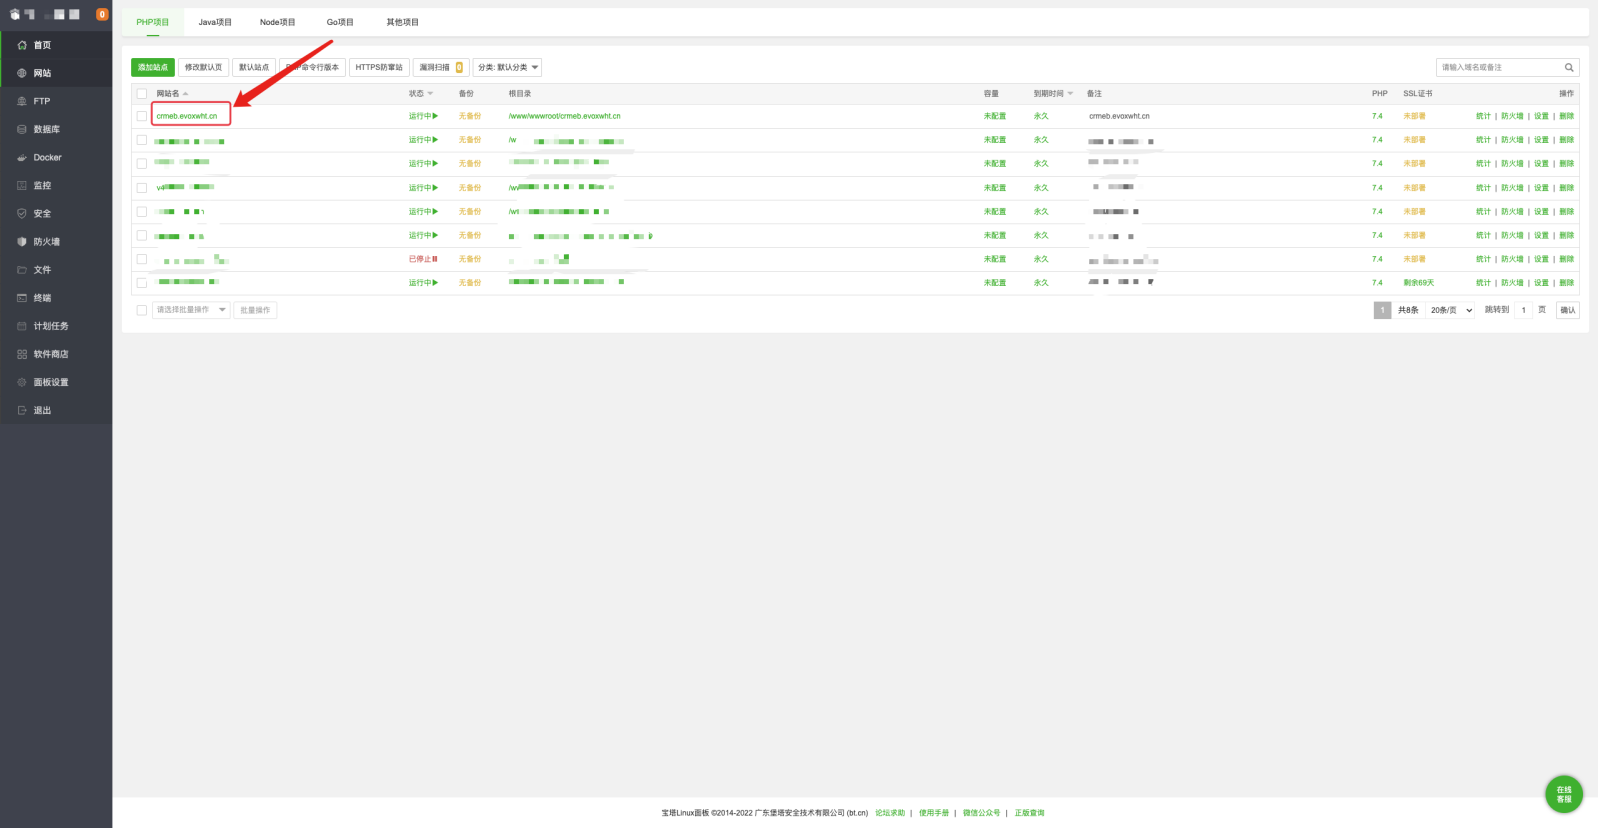 0
PHP项目 Java项目 Node项目 Go项目 其他项目
首页
网站
FTP
数据库
Docker
监控
安全
防火墙
文件
终端
计划任务
软件商店
面板设置
退出
添加站点 修改默认页 默认站点 命令行版本 HTTPS防窜站 漏洞扫描 0 分类: 默认分类
请输入域名或备注
网站名 状态 备份 根目录 容量 到期时间 备注 PHP SSL证书 操作
crmeb.evoxwht.cn 运行中 无备份 /www/wwwroot/crmeb.evoxwht.cn 未配置 永久 crmeb.evoxwht.cn 7.4 未部署 统计 | 防火墙 | 设置 | 删除
运行中 无备份 /w 未配置 永久 7.4 未部署 统计 | 防火墙 | 设置 | 删除
运行中 无备份 未配置 永久 7.4 未部署 统计 | 防火墙 | 设置 | 删除
运行中 无备份 未配置 永久 7.4 未部署 统计 | 防火墙 | 设置 | 删除
运行中 无备份 未配置 永久 7.4 未部署 统计 | 防火墙 | 设置 | 删除
运行中 无备份 未配置 永久 7.4 未部署 统计 | 防火墙 | 设置 | 删除
已停止 无备份 未配置 永久 7.4 未部署 统计 | 防火墙 | 设置 | 删除
运行中 无备份 未配置 永久 7.4 剩余69天 统计 | 防火墙 | 设置 | 删除
请选择批量操作 批量操作
1 共8条 20条/页 跳转到 1 页 确认
在线
客服
宝塔Linux面板 ©2014-2022 广东堡塔安全技术有限公司 (bt.cn) 论坛求助 | 使用手册 | 微信公众号 | 正版查询